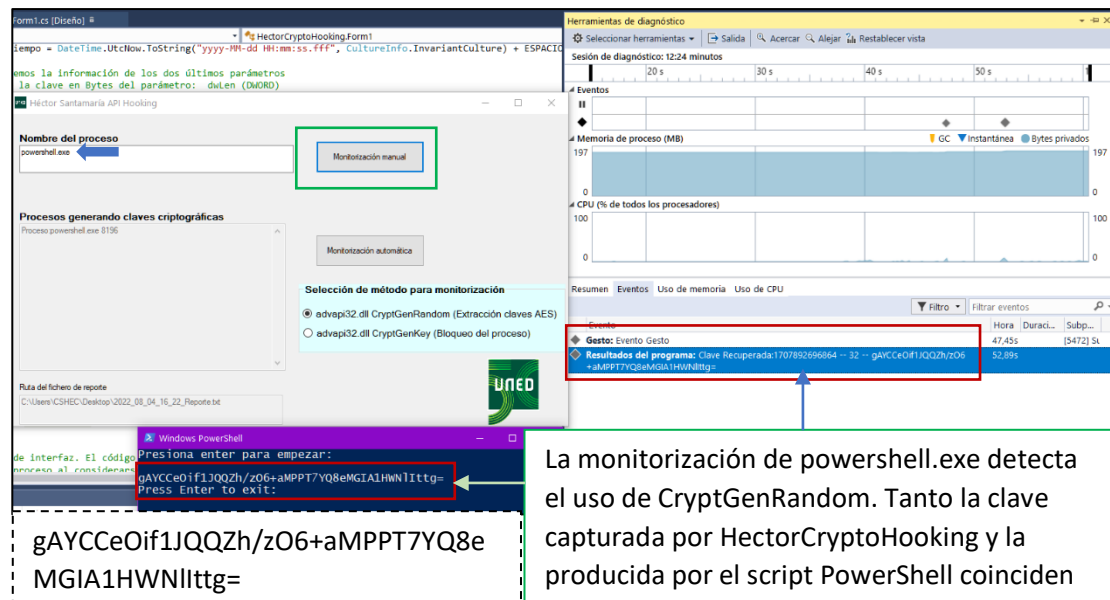 Form1.cs [Diseño]
HectorCryptoHooking.Form1
iempo = DateTime.UtcNow.ToString("yyyy-MM-dd HH:mm:ss.fff", CultureInfo.InvariantCulture) + ESPACIO
emos la información de los dos últimos parámetros
la clave en Bytes del parámetro: dwLen (DWORD)
Héctor Santamaría API Hooking
Nombre del proceso
powershell.exe
Monitorización manual
Procesos generando claves criptográficas
Proceso:powershell.exe 8196
Monitorización automática
Selección de método para monitorización
advapi32.dll CryptGenRandom (Extracción claves AES)
advapi32.dll CryptGenKey (Bloqueo del proceso)
UNED
Ruta del fichero de reporte
C:\Users\CSHEC\Desktop\2022_08_04_16_22_Reporte.txt
de interfaz. El código
proceso al considerars
Windows PowerShell
Presiona enter para empezar:
gAYCCeOif1JQQZh/zO6+aMPPT7YQ8eMGIA1HWNlIttg=
Press Enter to exit:
gAYCCeOif1JQQZh/zO6+aMPPT7YQ8e
MGIA1HWNlIttg=
Herramientas de diagnóstico
Seleccionar herramientas Salida Acercar Alejar Restablecer vista
Sesión de diagnóstico: 12:24 minutos
20 s 30 s 40 s 50 s
Eventos
Memoria de proceso (MB) GC Instantánea Bytes privados
197 197
0 0
CPU (% de todos los procesadores)
100 100
0 0
Resumen Eventos Uso de memoria Uso de CPU
Filtro Filtrar eventos
Evento Hora Duraci... Subp...
Gesto: Evento Gesto 47,45s [5472] Su
Resultados del programa: Clave Recuperada:1707892696864 -- 32 -- gAYCCeOif1JQQZh/zO6 52,89s
+aMPPT7YQ8eMGIA1HWNlIttg=
La monitorización de powershell.exe detecta
el uso de CryptGenRandom. Tanto la clave
capturada por HectorCryptoHooking y la
producida por el script PowerShell coinciden